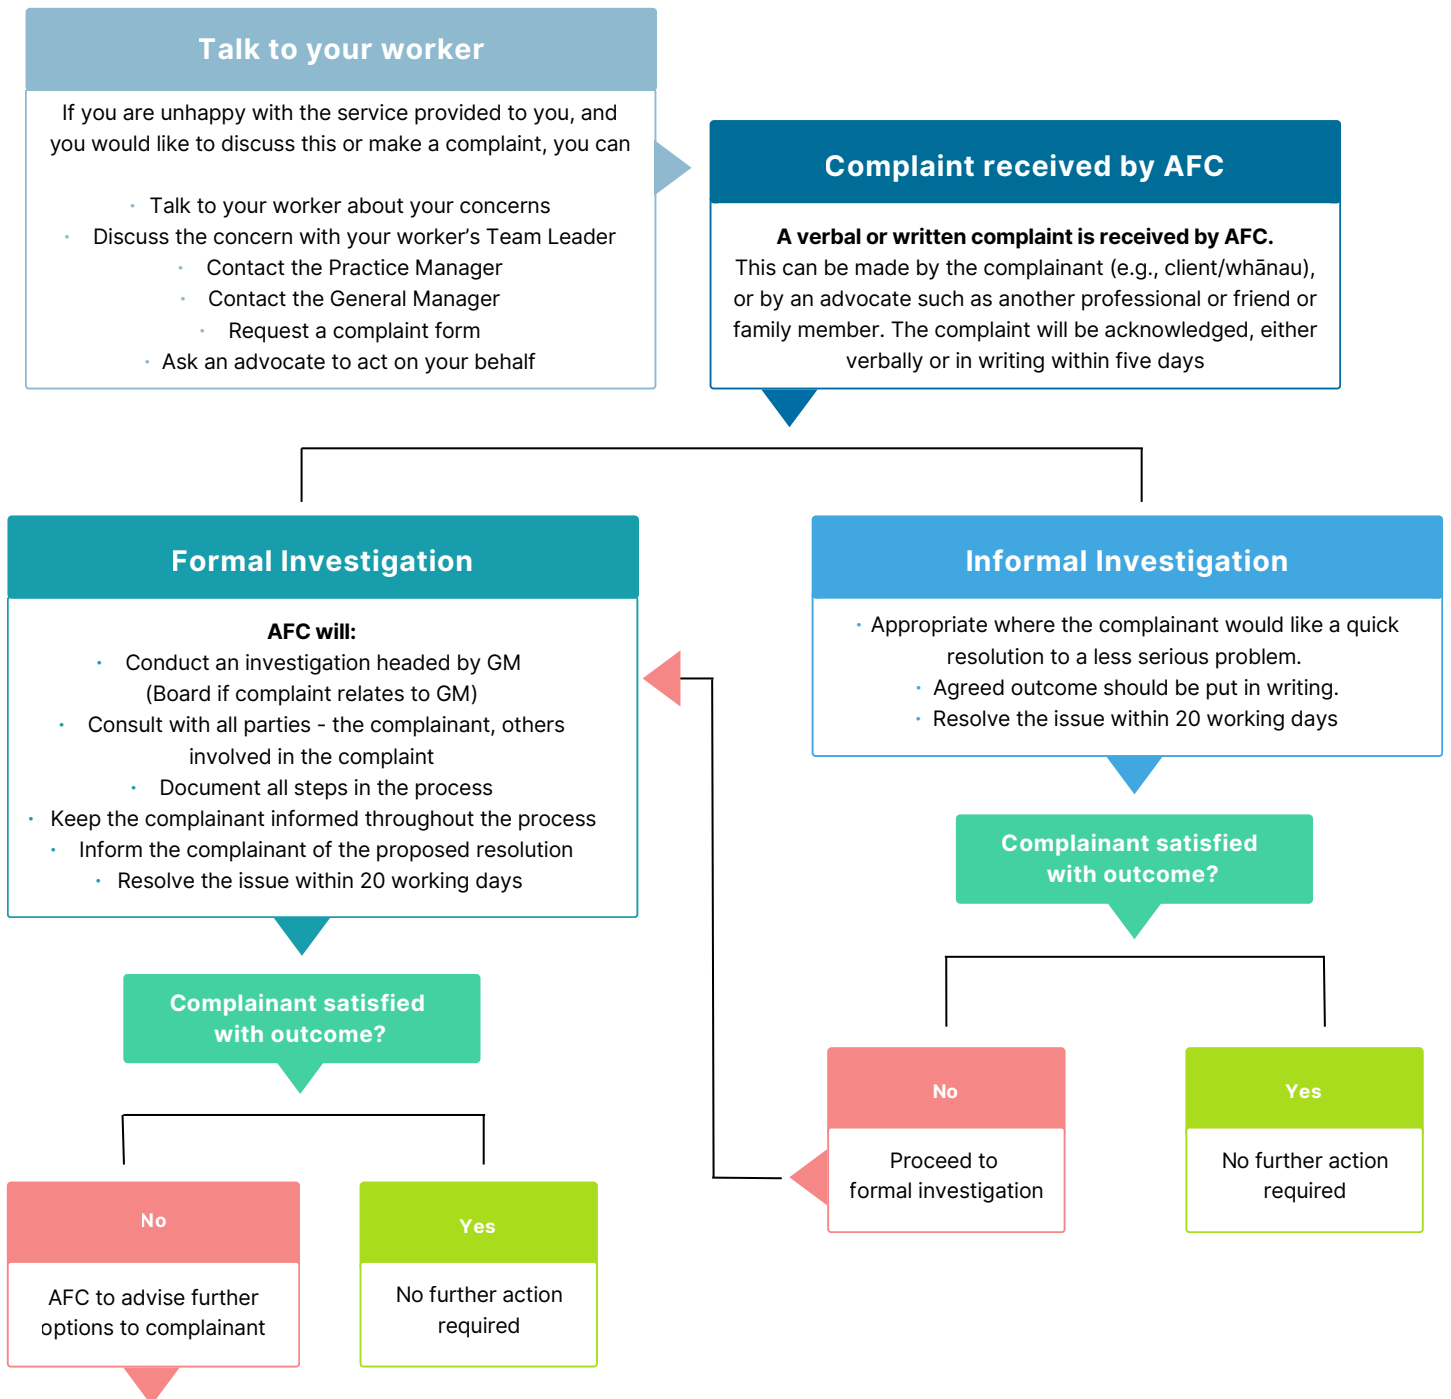 Talk to your worker
If you are unhappy with the service provided to you, and
you would like to discuss this or make a complaint, you can
· Talk to your worker about your concerns
· Discuss the concern with your worker’s Team Leader
· Contact the Practice Manager
· Contact the General Manager
· Request a complaint form
· Ask an advocate to act on your behalf
Complaint received by AFC
A verbal or written complaint is received by AFC.
This can be made by the complainant (e.g., client/whānau),
or by an advocate such as another professional or friend or
family member. The complaint will be acknowledged, either
verbally or in writing within five days
Formal Investigation
AFC will:
· Conduct an investigation headed by GM
(Board if complaint relates to GM)
· Consult with all parties - the complainant, others
involved in the complaint
· Document all steps in the process
· Keep the complainant informed throughout the process
· Inform the complainant of the proposed resolution
· Resolve the issue within 20 working days
Informal Investigation
· Appropriate where the complainant would like a quick
resolution to a less serious problem.
· Agreed outcome should be put in writing.
· Resolve the issue within 20 working days
Complainant satisfied
with outcome?
No
Proceed to
formal investigation
Yes
No further action
required
Complainant satisfied
with outcome?
No
AFC to advise further
options to complainant
Yes
No further action
required